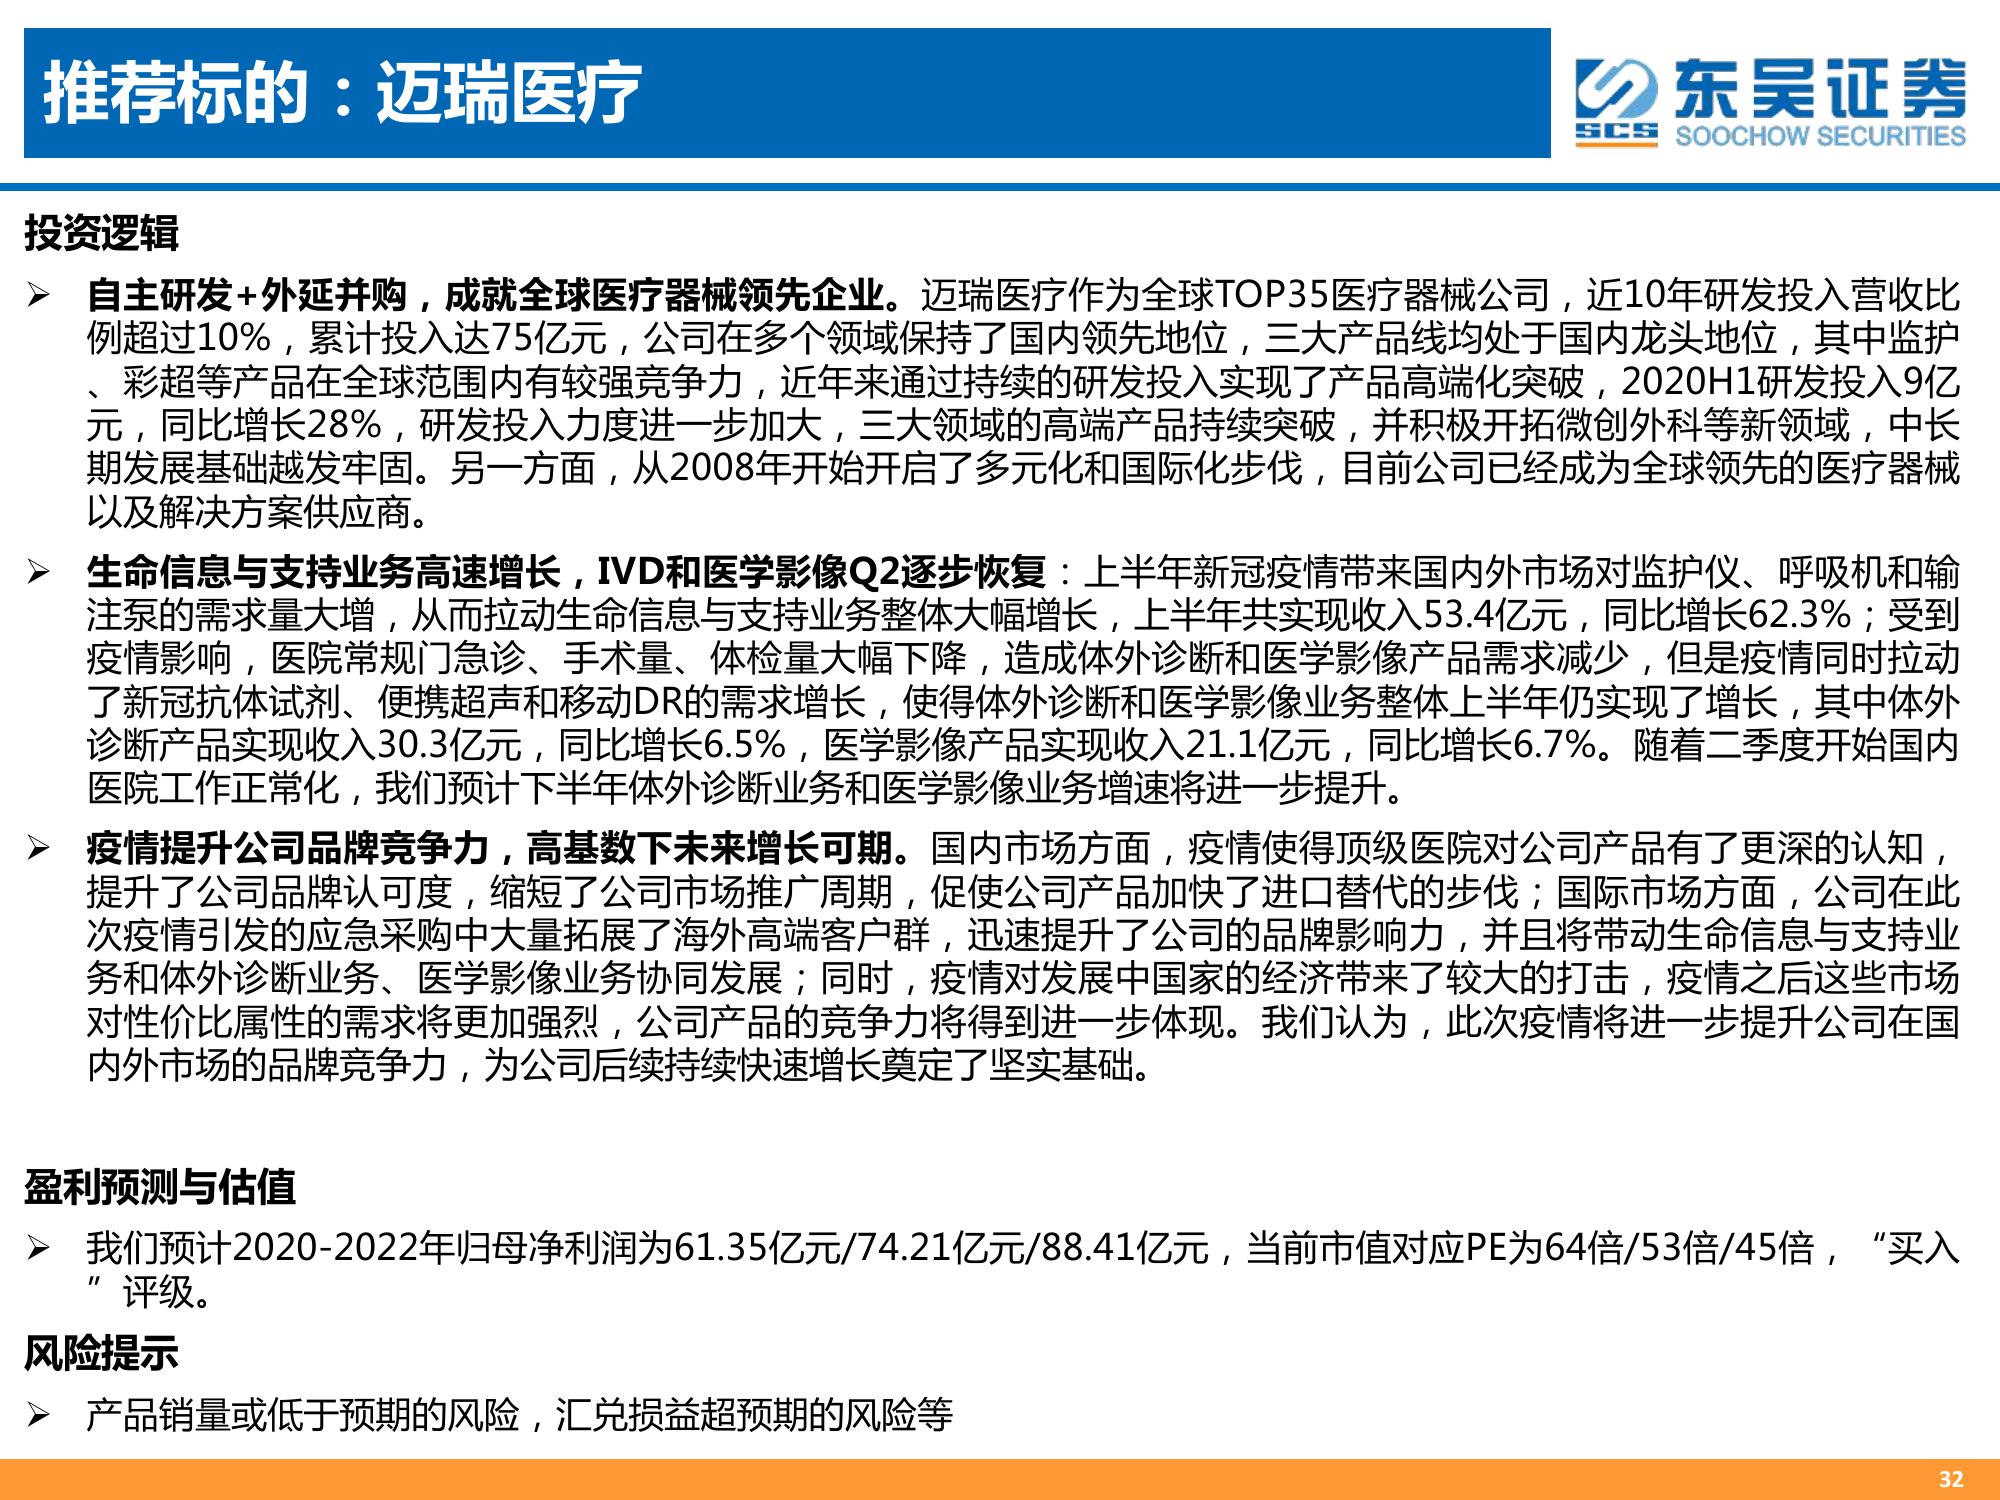 推荐标的：迈瑞医疗
东吴证券
SCS
SOOCHOW SECURITIES
投资逻辑
➢ 自主研发+外延并购，成就全球医疗器械领先企业。迈瑞医疗作为全球TOP35医疗器械公司，近10年研发投入营收比
例超过10%，累计投入达75亿元，公司在多个领域保持了国内领先地位，三大产品线均处于国内龙头地位，其中监护
、彩超等产品在全球范围内有较强竞争力，近年来通过持续的研发投入实现了产品高端化突破，2020H1研发投入9亿
元，同比增长28%，研发投入力度进一步加大，三大领域的高端产品持续突破，并积极开拓微创外科等新领域，中长
期发展基础越发牢固。另一方面，从2008年开始开启了多元化和国际化步伐，目前公司已经成为全球领先的医疗器械
以及解决方案供应商。
➢ 生命信息与支持业务高速增长，IVD和医学影像Q2逐步恢复：上半年新冠疫情带来国内外市场对监护仪、呼吸机和输
注泵的需求量大增，从而拉动生命信息与支持业务整体大幅增长，上半年共实现收入53.4亿元，同比增长62.3%；受到
疫情影响，医院常规门急诊、手术量、体检量大幅下降，造成体外诊断和医学影像产品需求减少，但是疫情同时拉动
了新冠抗体试剂、便携超声和移动DR的需求增长，使得体外诊断和医学影像业务整体上半年仍实现了增长，其中体外
诊断产品实现收入30.3亿元，同比增长6.5%，医学影像产品实现收入21.1亿元，同比增长6.7%。随着二季度开始国内
医院工作正常化，我们预计下半年体外诊断业务和医学影像业务增速将进一步提升。
➢ 疫情提升公司品牌竞争力，高基数下未来增长可期。国内市场方面，疫情使得顶级医院对公司产品有了更深的认知，
提升了公司品牌认可度，缩短了公司市场推广周期，促使公司产品加快了进口替代的步伐；国际市场方面，公司在此
次疫情引发的应急采购中大量拓展了海外高端客户群，迅速提升了公司的品牌影响力，并且将带动生命信息与支持业
务和体外诊断业务、医学影像业务协同发展；同时，疫情对发展中国家的经济带来了较大的打击，疫情之后这些市场
对性价比属性的需求将更加强烈，公司产品的竞争力将得到进一步体现。我们认为，此次疫情将进一步提升公司在国
内外市场的品牌竞争力，为公司后续持续快速增长奠定了坚实基础。
盈利预测与估值
➢ 我们预计2020-2022年归母净利润为61.35亿元/74.21亿元/88.41亿元，当前市值对应PE为64倍/53倍/45倍，“买入
”评级。
风险提示
➢ 产品销量或低于预期的风险，汇兑损益超预期的风险等
32